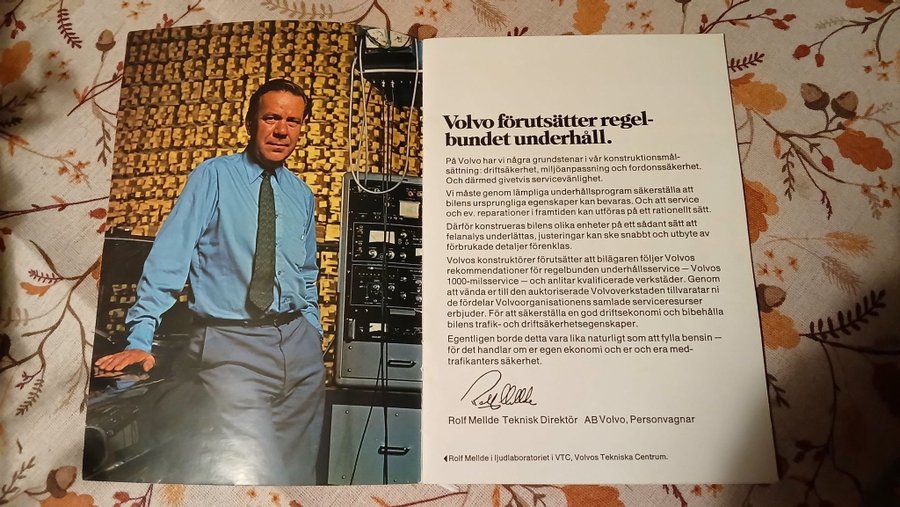 Volvo förutsätter regel-
bundet underhåll.
På Volvo har vi några grundstenar i vår konstruktionsmål-
sättning: driftsäkerhet, miljöanpassning och fordonssäkerhet.
Och därmed givetvis servicevänlighet.
Vi måste genom lämpliga underhållsprogram säkerställa att
bilens ursprungliga egenskaper kan bevaras. Och att service
och ev. reparationer i framtiden kan utföras på ett rationellt sätt.
Därför konstrueras bilens olika enheter på ett sådant sätt att
felanalys underlättas, justeringar kan ske snabbt och utbyte av
förbrukade detaljer förenklas.
Volvos konstruktörer förutsätter att bilägaren följer Volvos
rekommendationer för regelbunden underhållsservice — Volvos
1000-milsservice — och anlitar kvalificerade verkstäder. Genom
att vända er till den auktoriserade Volvoverkstaden tillvaratar ni
de fördelar Volvoorganisationens samlade serviceresurser
erbjuder. För att säkerställa en god driftsekonomi och bibehålla
bilens trafik- och driftsäkerhetsegenskaper.
Egentligen borde detta vara lika naturligt som att fylla bensin —
för det handlar om er egen ekonomi och er och era med-
trafikanters säkerhet.
Rolf Mellde
Rolf Mellde Teknisk Direktör AB Volvo, Personvagnar
Rolf Mellde i ljudlaboratoriet i VTC, Volvos Tekniska Centrum.